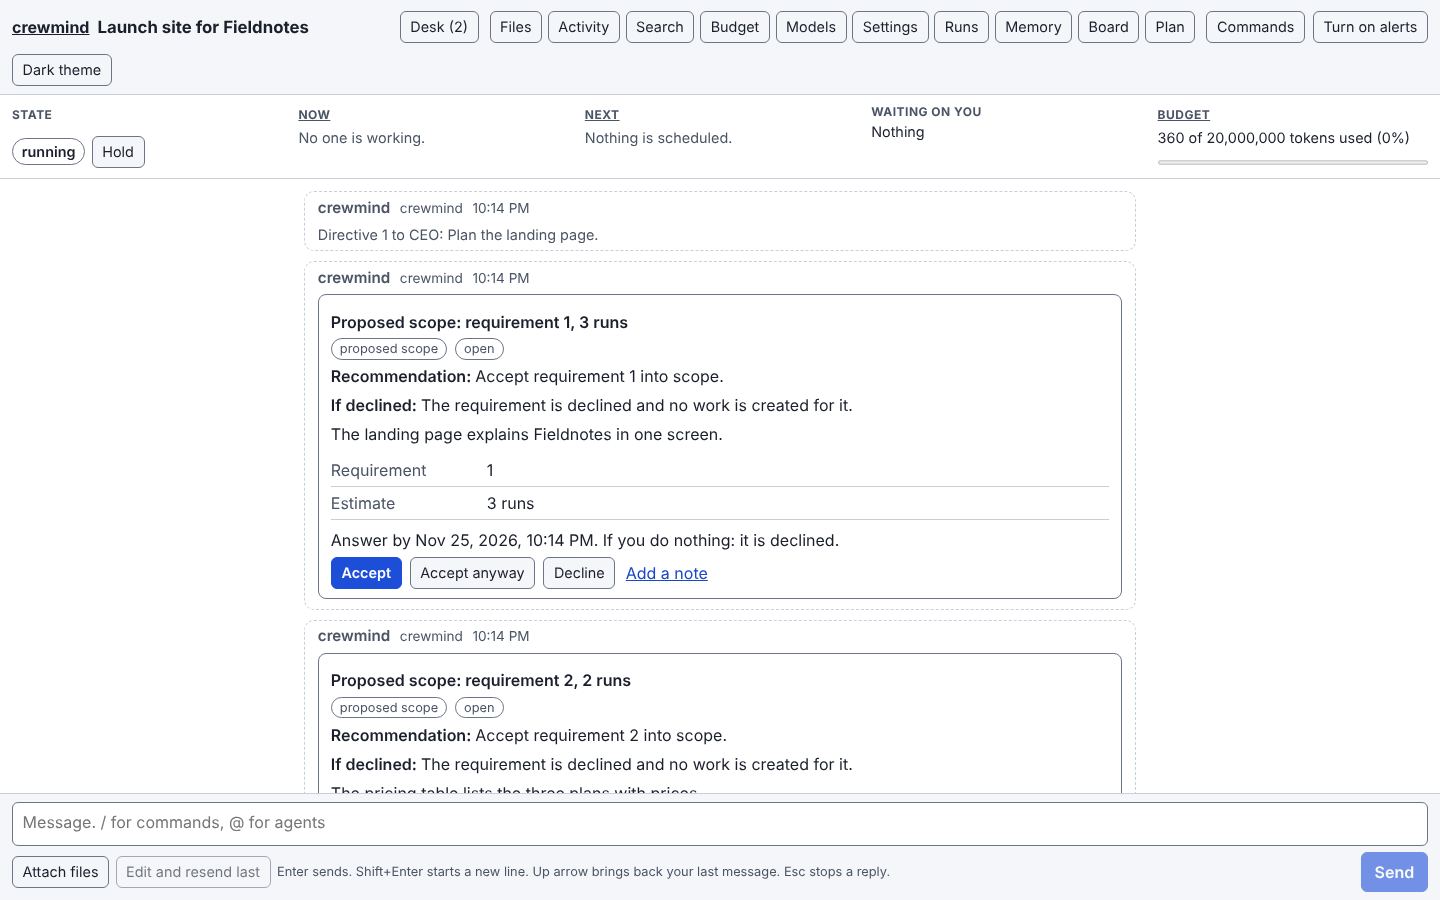 crewmind Launch site for Fieldnotes
Desk (2) Files Activity Search Budget Models Settings Runs Memory Board Plan Commands Turn on alerts
Dark theme
STATE
running Hold
NOW
No one is working.
NEXT
Nothing is scheduled.
WAITING ON YOU
Nothing
BUDGET
360 of 20,000,000 tokens used (0%)
crewmind crewmind 10:14 PM
Directive 1 to CEO: Plan the landing page.
crewmind crewmind 10:14 PM
Proposed scope: requirement 1, 3 runs
proposed scope open
Recommendation: Accept requirement 1 into scope.
If declined: The requirement is declined and no work is created for it.
The landing page explains Fieldnotes in one screen.
Requirement 1
Estimate 3 runs
Answer by Nov 25, 2026, 10:14 PM. If you do nothing: it is declined.
Accept Accept anyway Decline Add a note
crewmind crewmind 10:14 PM
Proposed scope: requirement 2, 2 runs
proposed scope open
Recommendation: Accept requirement 2 into scope.
If declined: The requirement is declined and no work is created for it.
The pricing table lists the three plans with prices.
Message. / for commands, @ for agents
Attach files Edit and resend last Enter sends. Shift+Enter starts a new line. Up arrow brings back your last message. Esc stops a reply.
Send